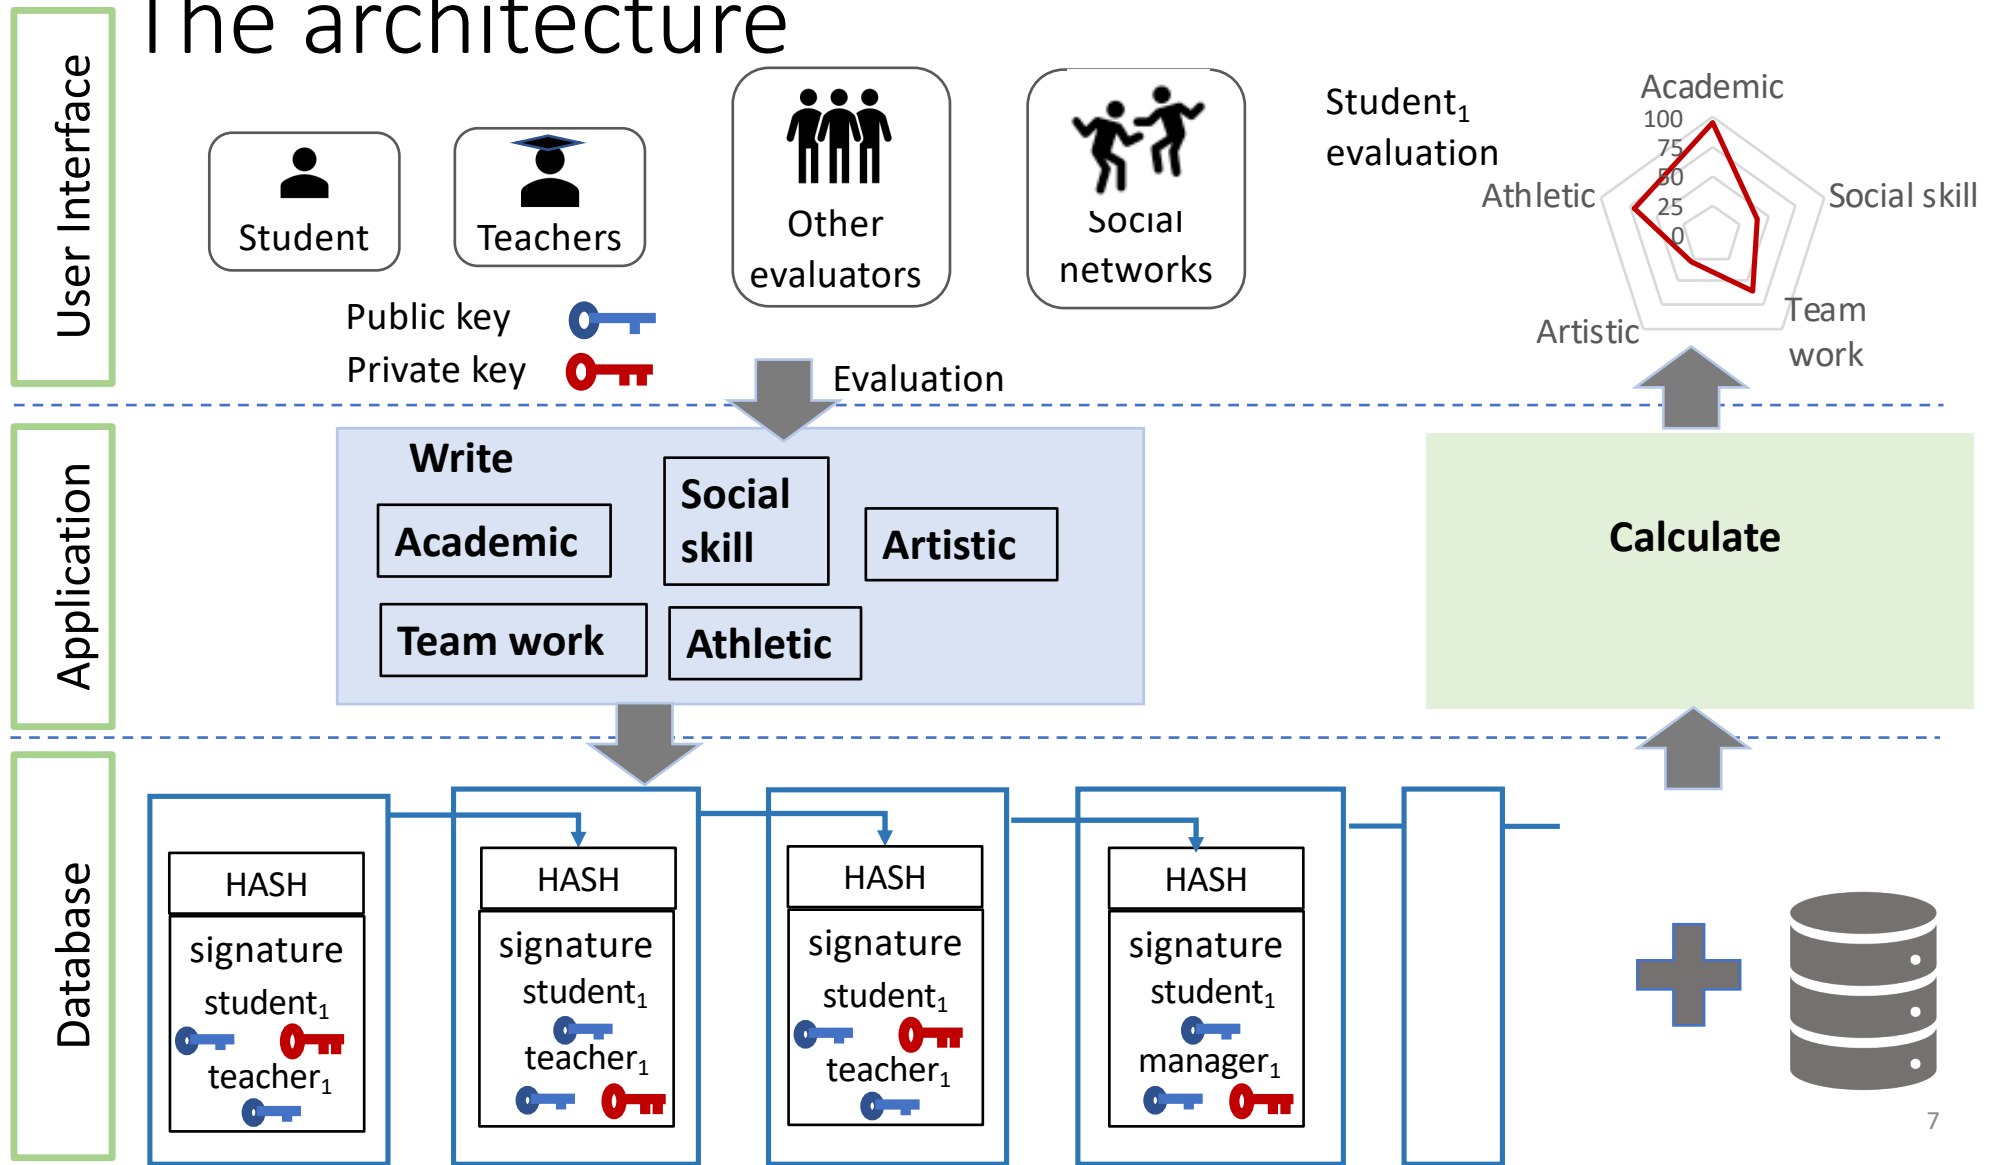 The architecture
User Interface
Student
Teachers
Other
evaluators
Social
networks
Public key
Private key
Evaluation
Student₁
evaluation
Academic
100
75
50
25
0
Athletic
Social skill
Artistic
Team
work
Application
Write
Academic
Social
skill
Artistic
Team work
Athletic
Calculate
Database
HASH
signature
student₁
teacher₁
HASH
signature
student₁
teacher₁
HASH
signature
student₁
teacher₁
HASH
signature
student₁
manager₁
7